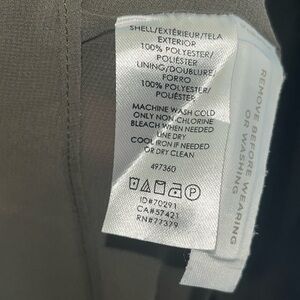 SHELL/EXTÉRIEUR/TELA
EXTERIOR
100% POLYESTER/
POLIÉSTER
LINING/DOUBLURE/
FORRO
100% POLYESTER/
POLIÉSTER
MACHINE WASH COLD
ONLY NON-CHLORINE
BLEACH WHEN NEEDED
LINE DRY
COOL IRON IF NEEDED
OR DRY CLEAN
497360
ID#70291
CA#57421
RN#77379
REMOVE BEFORE WEARING
OR WASHING